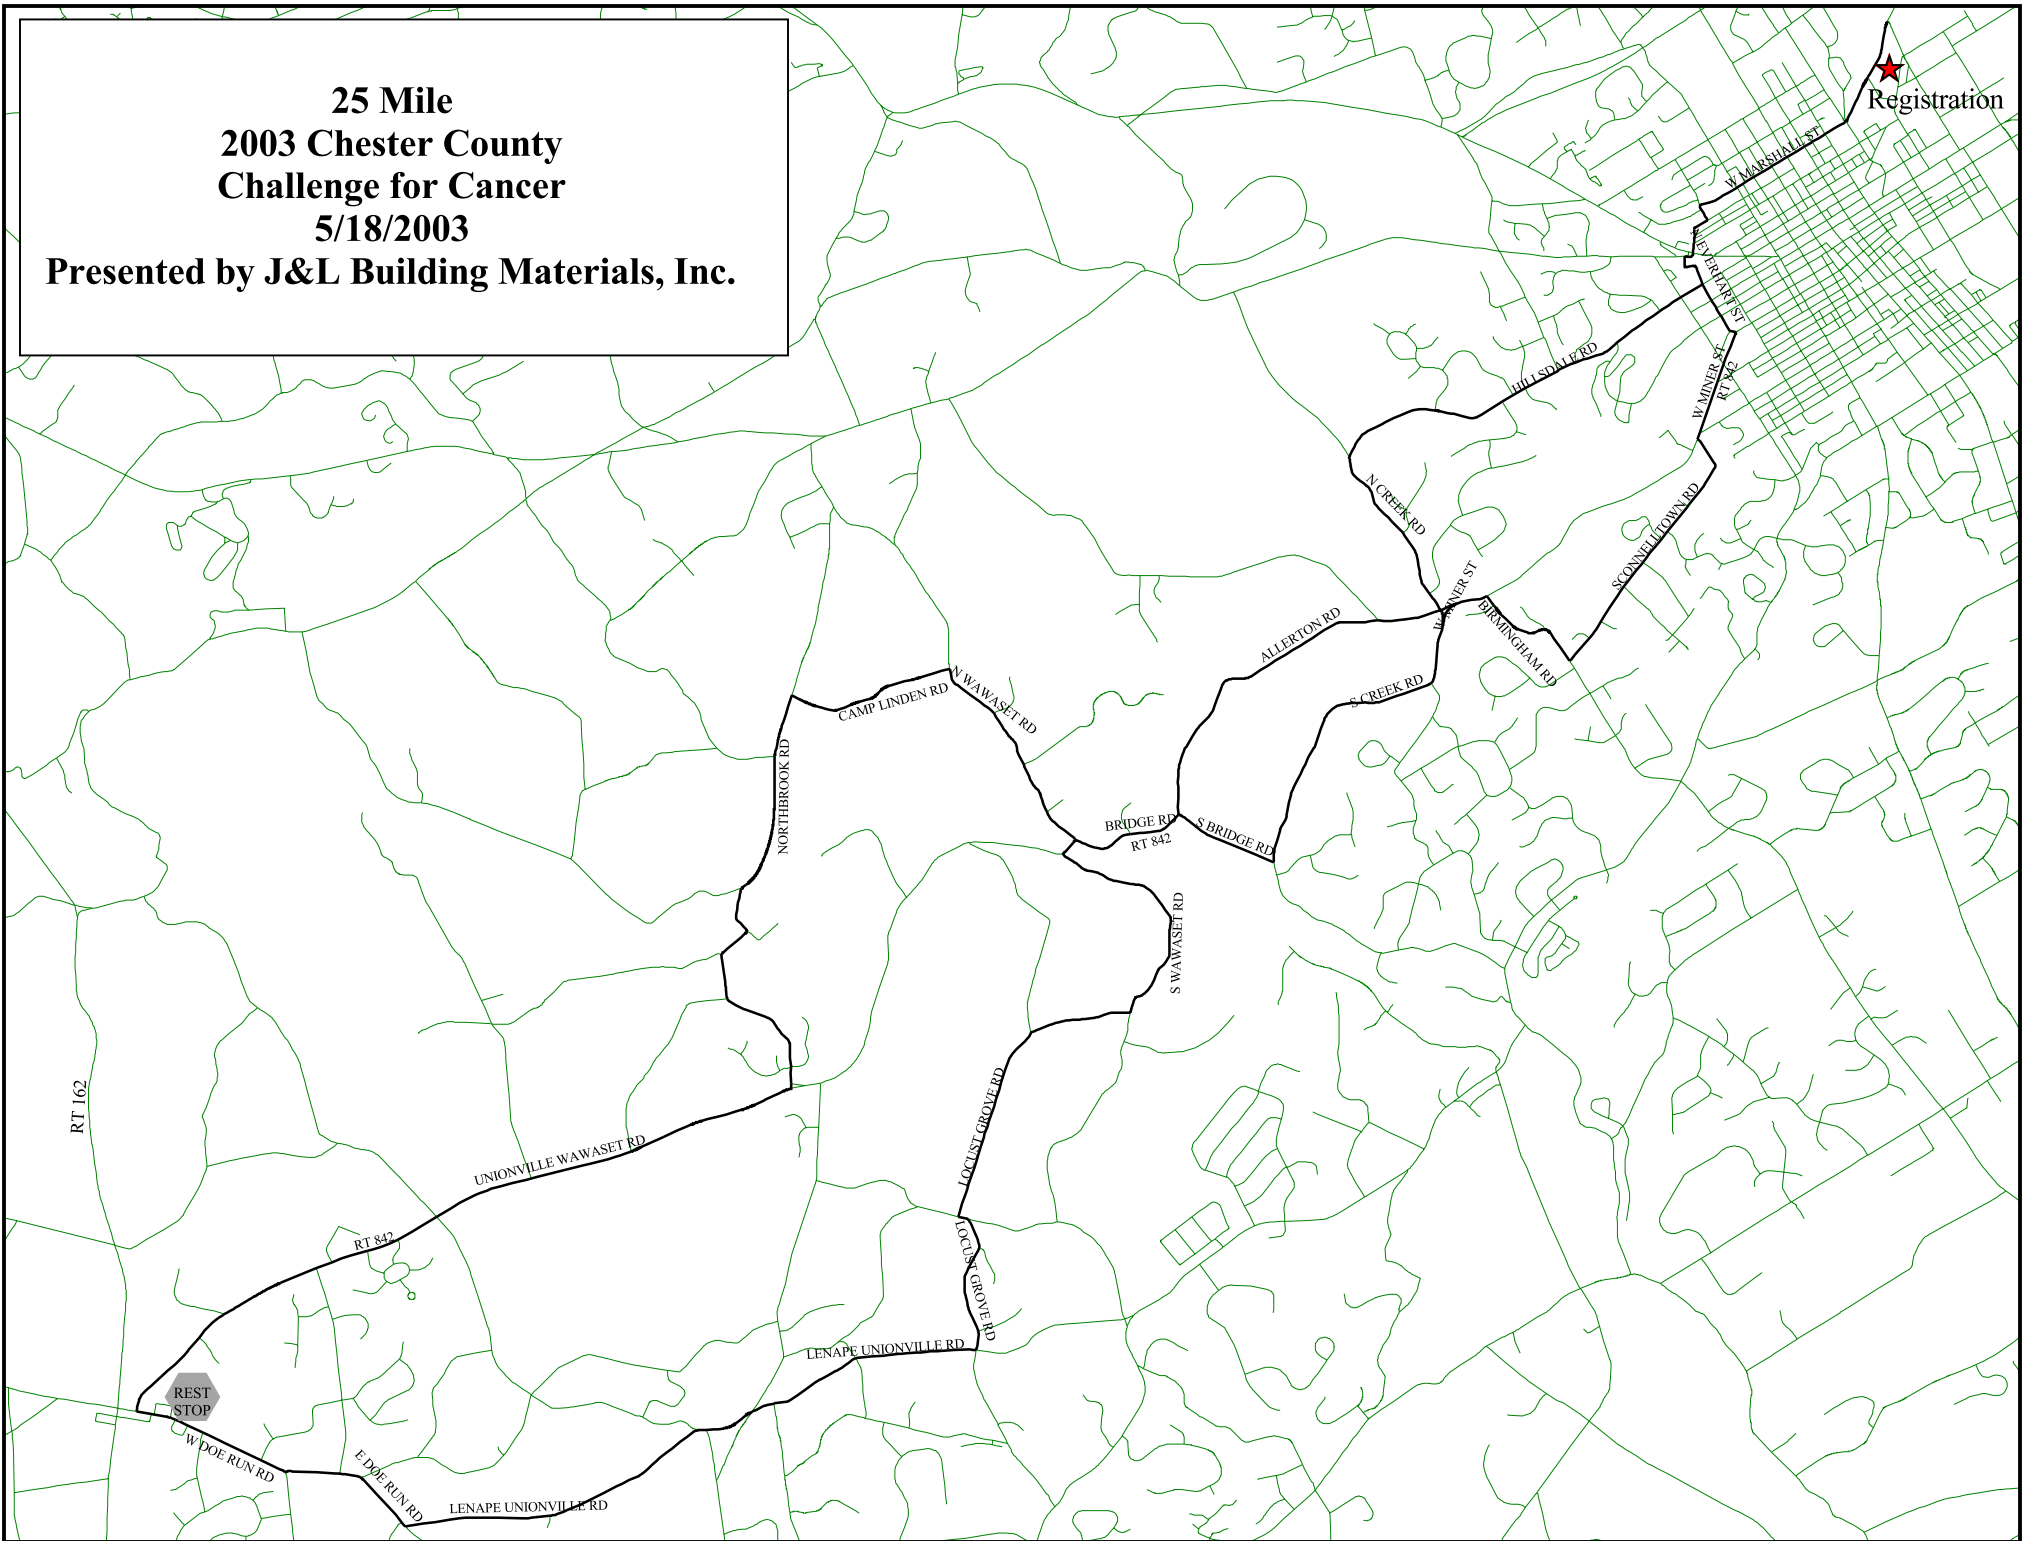 25 Mile
2003 Chester County
Challenge for Cancer
5/18/2003
Presented by J&L Building Materials, Inc.
Registration
W MARSHALL ST
N EVERHART ST
W MINER ST
RT 842
HILLSDALE RD
N CREEK RD
SCONNELLTOWN RD
W MINER ST
BIRMINGHAM RD
ALLERTON RD
S CREEK RD
N WAWASET RD
CAMP LINDEN RD
NORTHBROOK RD
BRIDGE RD
RT 842
S BRIDGE RD
S WAWASET RD
RT 162
LOCUST GROVE RD
UNIONVILLE WAWASET RD
RT 842
LOCUST GROVE RD
LENAPE UNIONVILLE RD
REST
STOP
W DOE RUN RD
E DOE RUN RD
LENAPE UNIONVILLE RD